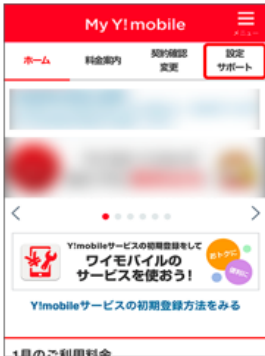 My Y!mobile
メニュー
ホーム
料金案内
契約確認
変更
設定
サポート
Y!mobileサービスの初期登録をして
ワイモバイルの
サービスを使おう!
おトクに
便利に
Y!mobileサービスの初期登録方法をみる
1月のご利用料金